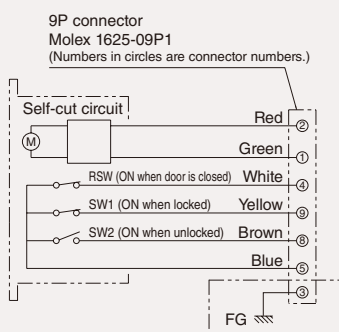 9P connector
Molex 1625-09P1
(Numbers in circles are connector numbers.)
Self-cut circuit
Red ②
M
Green ①
RSW (ON when door is closed) White ④
SW1 (ON when locked) Yellow ⑨
SW2 (ON when unlocked) Brown ⑧
Blue ⑤
③
FG